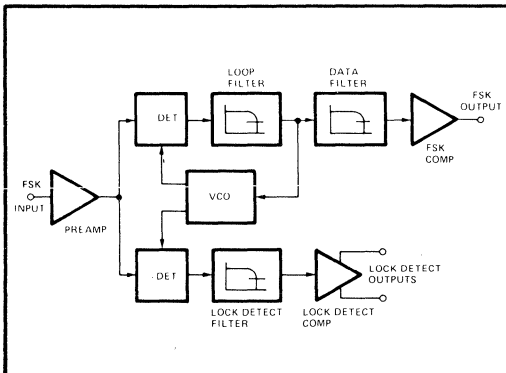 LOOP
FILTER
DATA
FILTER
FSK
OUTPUT
DET
FSK
COMP
FSK
INPUT
PREAMP
VCO
DET
LOCK DETECT
OUTPUTS
LOCK DETECT
FILTER
LOCK DETECT
COMP